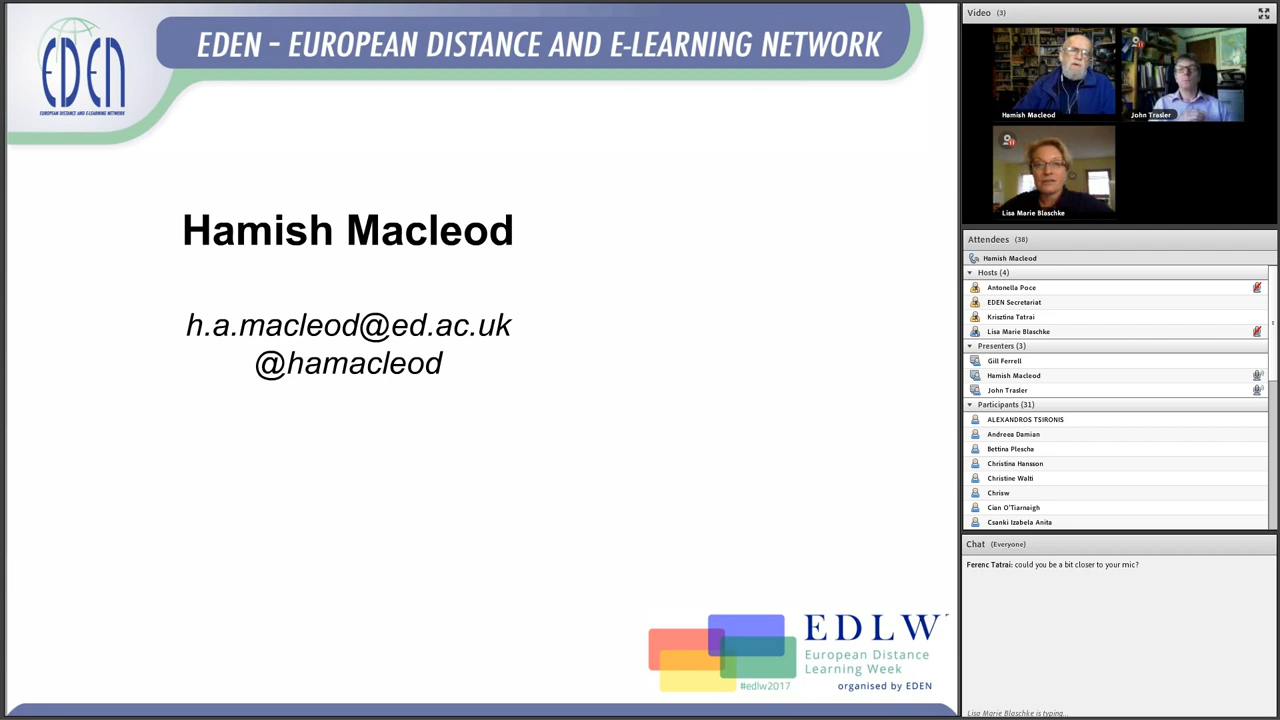 EDEN
EUROPEAN DISTANCE AND E-LEARNING NETWORK
EDEN – EUROPEAN DISTANCE AND E-LEARNING NETWORK
Hamish Macleod
h.a.macleod@ed.ac.uk
@hamacleod
EDLW
European Distance
Learning Week
#edlw2017
organised by EDEN
Video (3)
Hamish Macleod
John Trasler
Lisa Marie Blaschke
Attendees (38)
Hamish Macleod
Hosts (4)
Antonella Poce
EDEN Secretariat
Krisztina Tatrai
Lisa Marie Blaschke
Presenters (3)
Gill Ferrell
Hamish Macleod
John Trasler
Participants (31)
ALEXANDROS TSIRONIS
Andreea Damian
Bettina Plescha
Christina Hansson
Christine Walti
Chrisw
Cian O'Tiarnaigh
Csanki Izabela Anita
Chat (Everyone)
Ferenc Tatrai: could you be a bit closer to your mic?
Lisa Marie Blaschke is typing...